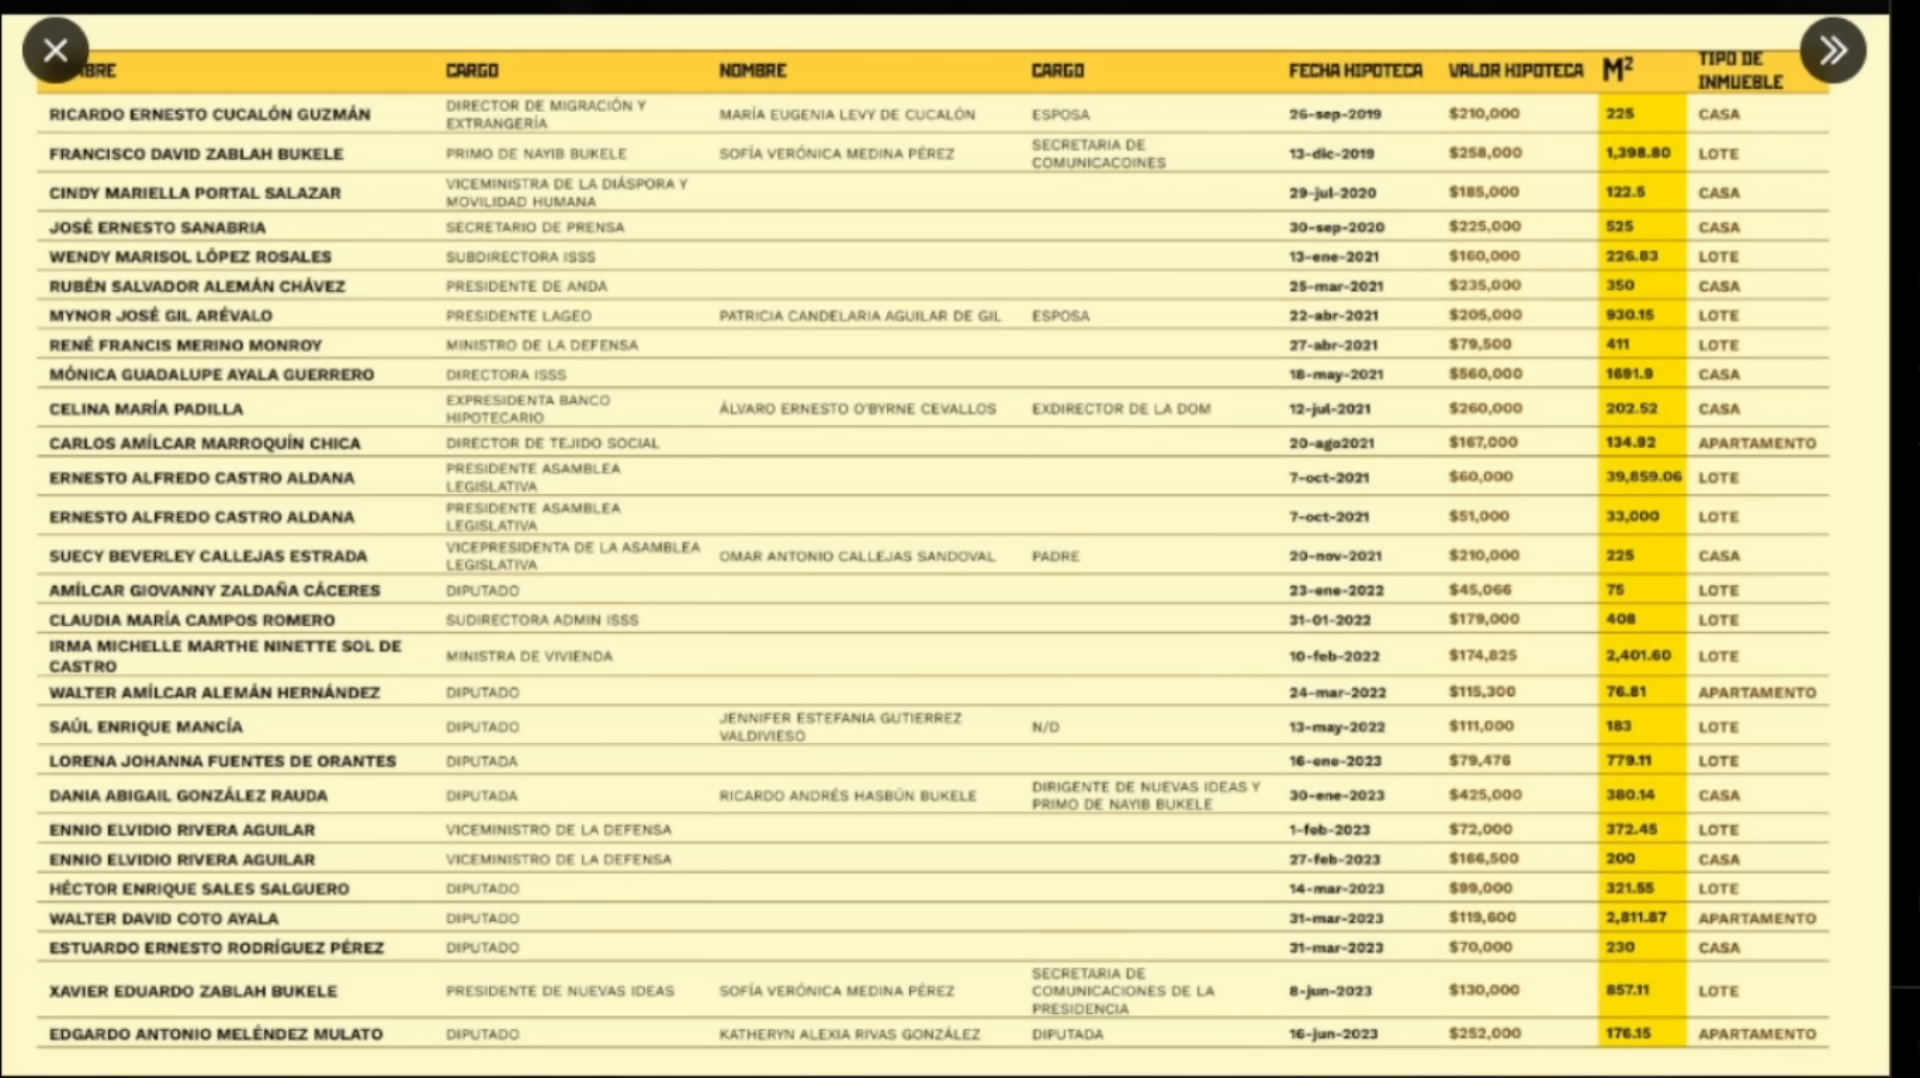 CARGO NOMBRE CARGO FECHA HIPOTECA VALOR HIPOTECA M² TIPO DE INMUEBLE
RICARDO ERNESTO CUCALÓN GUZMÁN DIRECTOR DE MIGRACIÓN Y EXTRANGERÍA MARÍA EUGENIA LEVY DE CUCALÓN ESPOSA 26-sep-2019 $210,000 225 CASA
FRANCISCO DAVID ZABLAH BUKELE PRIMO DE NAYIB BUKELE SOFÍA VERÓNICA MEDINA PÉREZ SECRETARIA DE COMUNICACOINES 13-dic-2019 $258,000 1,398.80 LOTE
CINDY MARIELLA PORTAL SALAZAR VICEMINISTRA DE LA DIÁSPORA Y MOVILIDAD HUMANA 29-jul-2020 $185,000 122.5 CASA
JOSÉ ERNESTO SANABRIA SECRETARIO DE PRENSA 30-sep-2020 $225,000 525 CASA
WENDY MARISOL LÓPEZ ROSALES SUBDIRECTORA ISSS 13-ene-2021 $160,000 226.83 LOTE
RUBÉN SALVADOR ALEMÁN CHÁVEZ PRESIDENTE DE ANDA 25-mar-2021 $235,000 350 CASA
MYNOR JOSÉ GIL ARÉVALO PRESIDENTE LAGEO PATRICIA CANDELARIA AGUILAR DE GIL ESPOSA 22-abr-2021 $205,000 930.15 LOTE
RENÉ FRANCIS MERINO MONROY MINISTRO DE LA DEFENSA 27-abr-2021 $79,500 411 LOTE
MÓNICA GUADALUPE AYALA GUERRERO DIRECTORA ISSS 18-may-2021 $560,000 1691.9 CASA
CELINA MARÍA PADILLA EXPRESIDENTA BANCO HIPOTECARIO ÁLVARO ERNESTO O'BYRNE CEVALLOS EXDIRECTOR DE LA DOM 12-jul-2021 $260,000 202.52 CASA
CARLOS AMÍLCAR MARROQUÍN CHICA DIRECTOR DE TEJIDO SOCIAL 20-ago2021 $167,000 134.92 APARTAMENTO
ERNESTO ALFREDO CASTRO ALDANA PRESIDENTE ASAMBLEA LEGISLATIVA 7-oct-2021 $60,000 39,859.06 LOTE
ERNESTO ALFREDO CASTRO ALDANA PRESIDENTE ASAMBLEA LEGISLATIVA 7-oct-2021 $51,000 33,000 LOTE
SUECY BEVERLEY CALLEJAS ESTRADA VICEPRESIDENTA DE LA ASAMBLEA LEGISLATIVA OMAR ANTONIO CALLEJAS SANDOVAL PADRE 20-nov-2021 $210,000 225 CASA
AMÍLCAR GIOVANNY ZALDAÑA CÁCERES DIPUTADO 23-ene-2022 $45,066 75 LOTE
CLAUDIA MARÍA CAMPOS ROMERO SUDIRECTORA ADMIN ISSS 31-01-2022 $179,000 408 LOTE
IRMA MICHELLE MARTHE NINETTE SOL DE CASTRO MINISTRA DE VIVIENDA 10-feb-2022 $174,825 2,401.60 LOTE
WALTER AMÍLCAR ALEMÁN HERNÁNDEZ DIPUTADO 24-mar-2022 $115,300 76.81 APARTAMENTO
SAÚL ENRIQUE MANCÍA DIPUTADO JENNIFER ESTEFANIA GUTIERREZ VALDIVIESO N/D 13-may-2022 $111,000 183 LOTE
LORENA JOHANNA FUENTES DE ORANTES DIPUTADA 16-ene-2023 $79,476 779.11 LOTE
DANIA ABIGAIL GONZÁLEZ RAUDA DIPUTADA RICARDO ANDRÉS HASBÚN BUKELE DIRIGENTE DE NUEVAS IDEAS Y PRIMO DE NAYIB BUKELE 30-ene-2023 $425,000 380.14 CASA
ENNIO ELVIDIO RIVERA AGUILAR VICEMINISTRO DE LA DEFENSA 1-feb-2023 $72,000 372.45 LOTE
ENNIO ELVIDIO RIVERA AGUILAR VICEMINISTRO DE LA DEFENSA 27-feb-2023 $166,500 200 CASA
HÉCTOR ENRIQUE SALES SALGUERO DIPUTADO 14-mar-2023 $99,000 321.55 LOTE
WALTER DAVID COTO AYALA DIPUTADO 31-mar-2023 $119,600 2,811.87 APARTAMENTO
ESTUARDO ERNESTO RODRÍGUEZ PÉREZ DIPUTADO 31-mar-2023 $70,000 230 CASA
XAVIER EDUARDO ZABLAH BUKELE PRESIDENTE DE NUEVAS IDEAS SOFÍA VERÓNICA MEDINA PÉREZ SECRETARIA DE COMUNICACIONES DE LA PRESIDENCIA 8-jun-2023 $130,000 857.11 LOTE
EDGARDO ANTONIO MELÉNDEZ MULATO DIPUTADO KATHERYN ALEXIA RIVAS GONZÁLEZ DIPUTADA 16-jun-2023 $252,000 176.15 APARTAMENTO